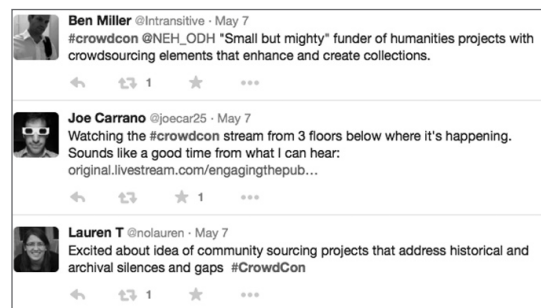 Ben Miller @Intransitive · May 7
#crowdcon @NEH_ODH "Small but mighty" funder of humanities projects with
crowdsourcing elements that enhance and create collections.
1
Joe Carrano @joecar25 · May 7
Watching the #crowdcon stream from 3 floors below where it's happening.
Sounds like a good time from what I can hear:
original.livestream.com/engagingthepub…
1
Lauren T @nolauren · May 7
Excited about idea of community sourcing projects that address historical and
archival silences and gaps #CrowdCon
1